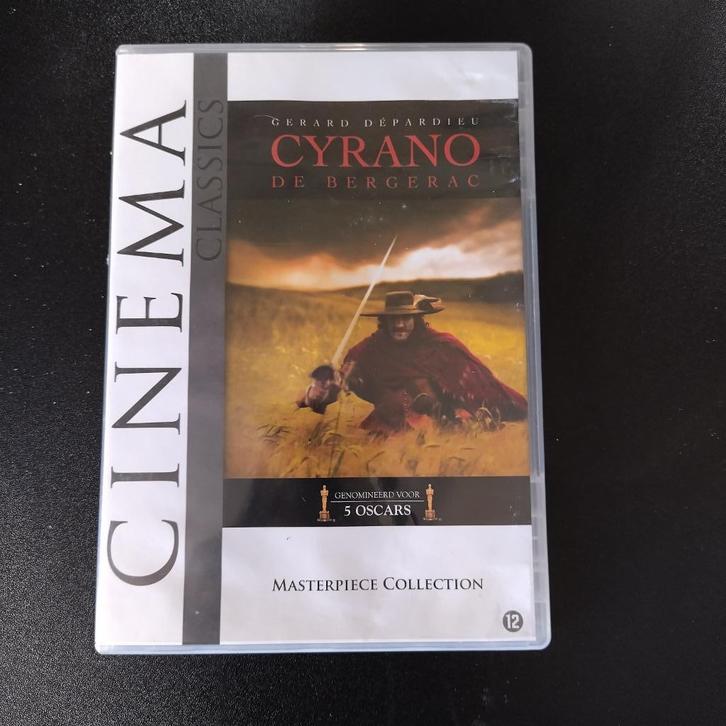 CINEMA
CLASSICS
GERARD DÉPARDIEU
CYRANO
DE BERGERAC
GENOMINEERD VOOR
5 OSCARS
MASTERPIECE COLLECTION
12